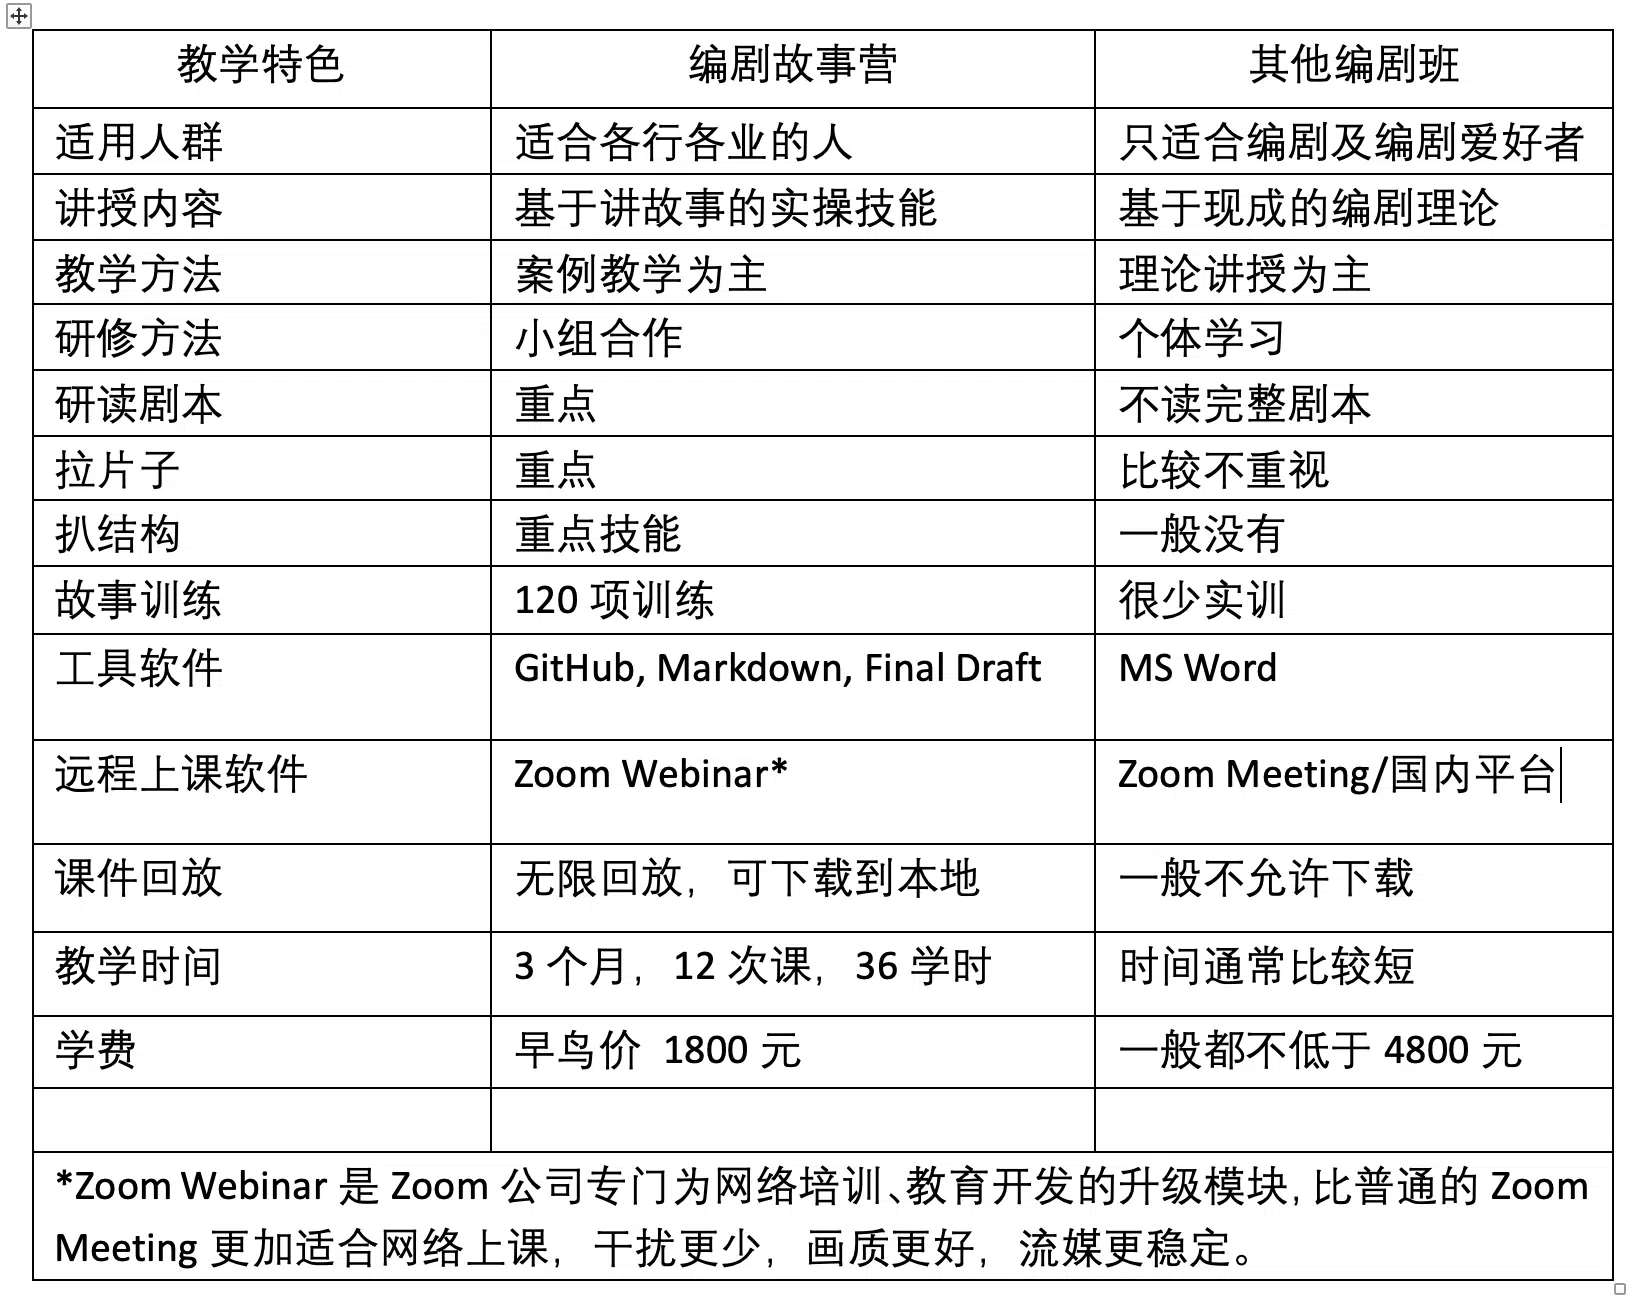 教学特色 编剧故事营 其他编剧班
适用人群 适合各行各业的人 只适合编剧及编剧爱好者
讲授内容 基于讲故事的实操技能 基于现成的编剧理论
教学方法 案例教学为主 理论讲授为主
研修方法 小组合作 个体学习
研读剧本 重点 不读完整剧本
拉片子 重点 比较不重视
扒结构 重点技能 一般没有
故事训练 120 项训练 很少实训
工具软件 GitHub, Markdown, Final Draft MS Word
远程上课软件 Zoom Webinar* Zoom Meeting/国内平台
课件回放 无限回放，可下载到本地 一般不允许下载
教学时间 3 个月，12 次课，36 学时 时间通常比较短
学费 早鸟价 1800 元 一般都不低于 4800 元
*Zoom Webinar 是 Zoom 公司专门为网络培训、教育开发的升级模块，比普通的 Zoom
Meeting 更加适合网络上课，干扰更少，画质更好，流媒更稳定。